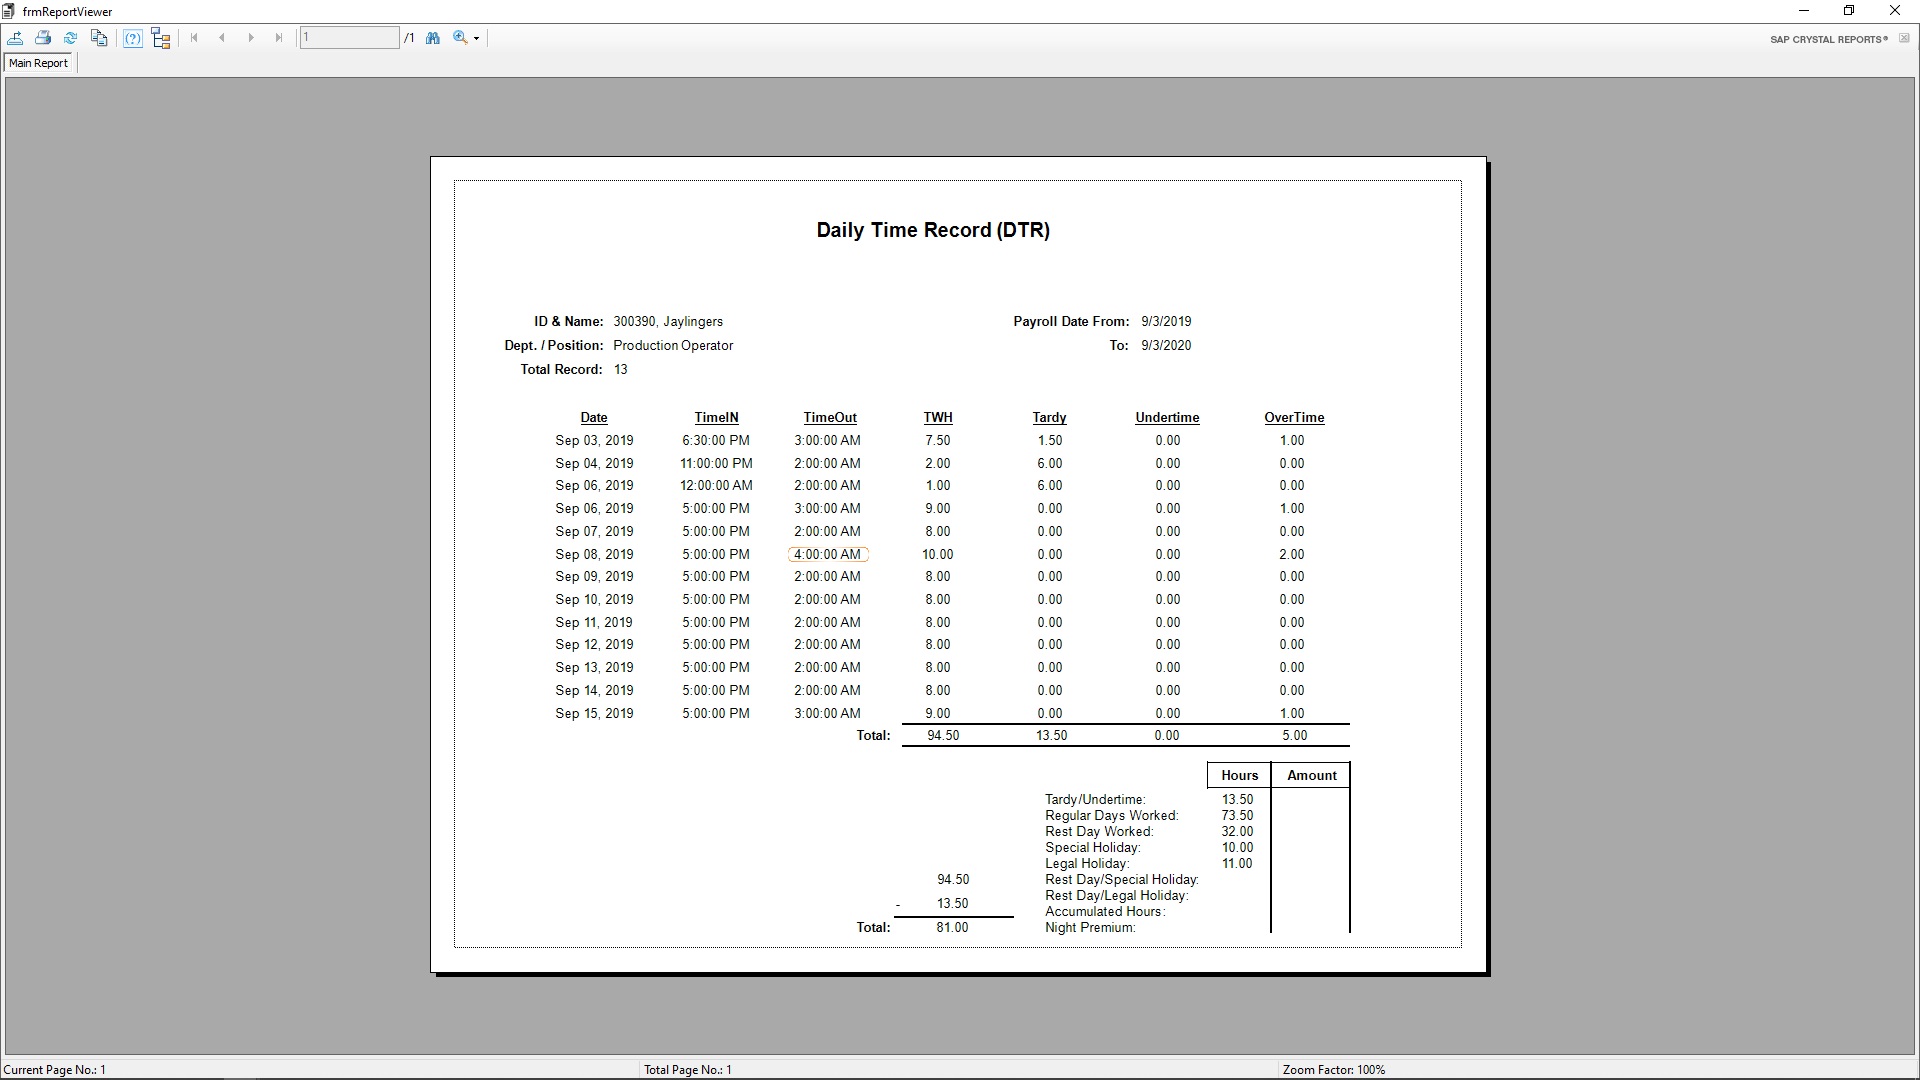 frmReportViewer
1 /1
SAP CRYSTAL REPORTS®
Main Report
Daily Time Record (DTR)
ID & Name: 300390, Jaylingers Payroll Date From: 9/3/2019
Dept. / Position: Production Operator To: 9/3/2020
Total Record: 13
Date TimeIN TimeOut TWH Tardy Undertime OverTime
Sep 03, 2019 6:30:00 PM 3:00:00 AM 7.50 1.50 0.00 1.00
Sep 04, 2019 11:00:00 PM 2:00:00 AM 2.00 6.00 0.00 0.00
Sep 06, 2019 12:00:00 AM 2:00:00 AM 1.00 6.00 0.00 0.00
Sep 06, 2019 5:00:00 PM 3:00:00 AM 9.00 0.00 0.00 1.00
Sep 07, 2019 5:00:00 PM 2:00:00 AM 8.00 0.00 0.00 0.00
Sep 08, 2019 5:00:00 PM 4:00:00 AM 10.00 0.00 0.00 2.00
Sep 09, 2019 5:00:00 PM 2:00:00 AM 8.00 0.00 0.00 0.00
Sep 10, 2019 5:00:00 PM 2:00:00 AM 8.00 0.00 0.00 0.00
Sep 11, 2019 5:00:00 PM 2:00:00 AM 8.00 0.00 0.00 0.00
Sep 12, 2019 5:00:00 PM 2:00:00 AM 8.00 0.00 0.00 0.00
Sep 13, 2019 5:00:00 PM 2:00:00 AM 8.00 0.00 0.00 0.00
Sep 14, 2019 5:00:00 PM 2:00:00 AM 8.00 0.00 0.00 0.00
Sep 15, 2019 5:00:00 PM 3:00:00 AM 9.00 0.00 0.00 1.00
Total: 94.50 13.50 0.00 5.00
Hours Amount
Tardy/Undertime: 13.50
Regular Days Worked: 73.50
Rest Day Worked: 32.00
Special Holiday: 10.00
Legal Holiday: 11.00
94.50 Rest Day/Special Holiday:
Rest Day/Legal Holiday:
- 13.50
Accumulated Hours:
Total: 81.00 Night Premium:
Current Page No.: 1 Total Page No.: 1 Zoom Factor: 100%